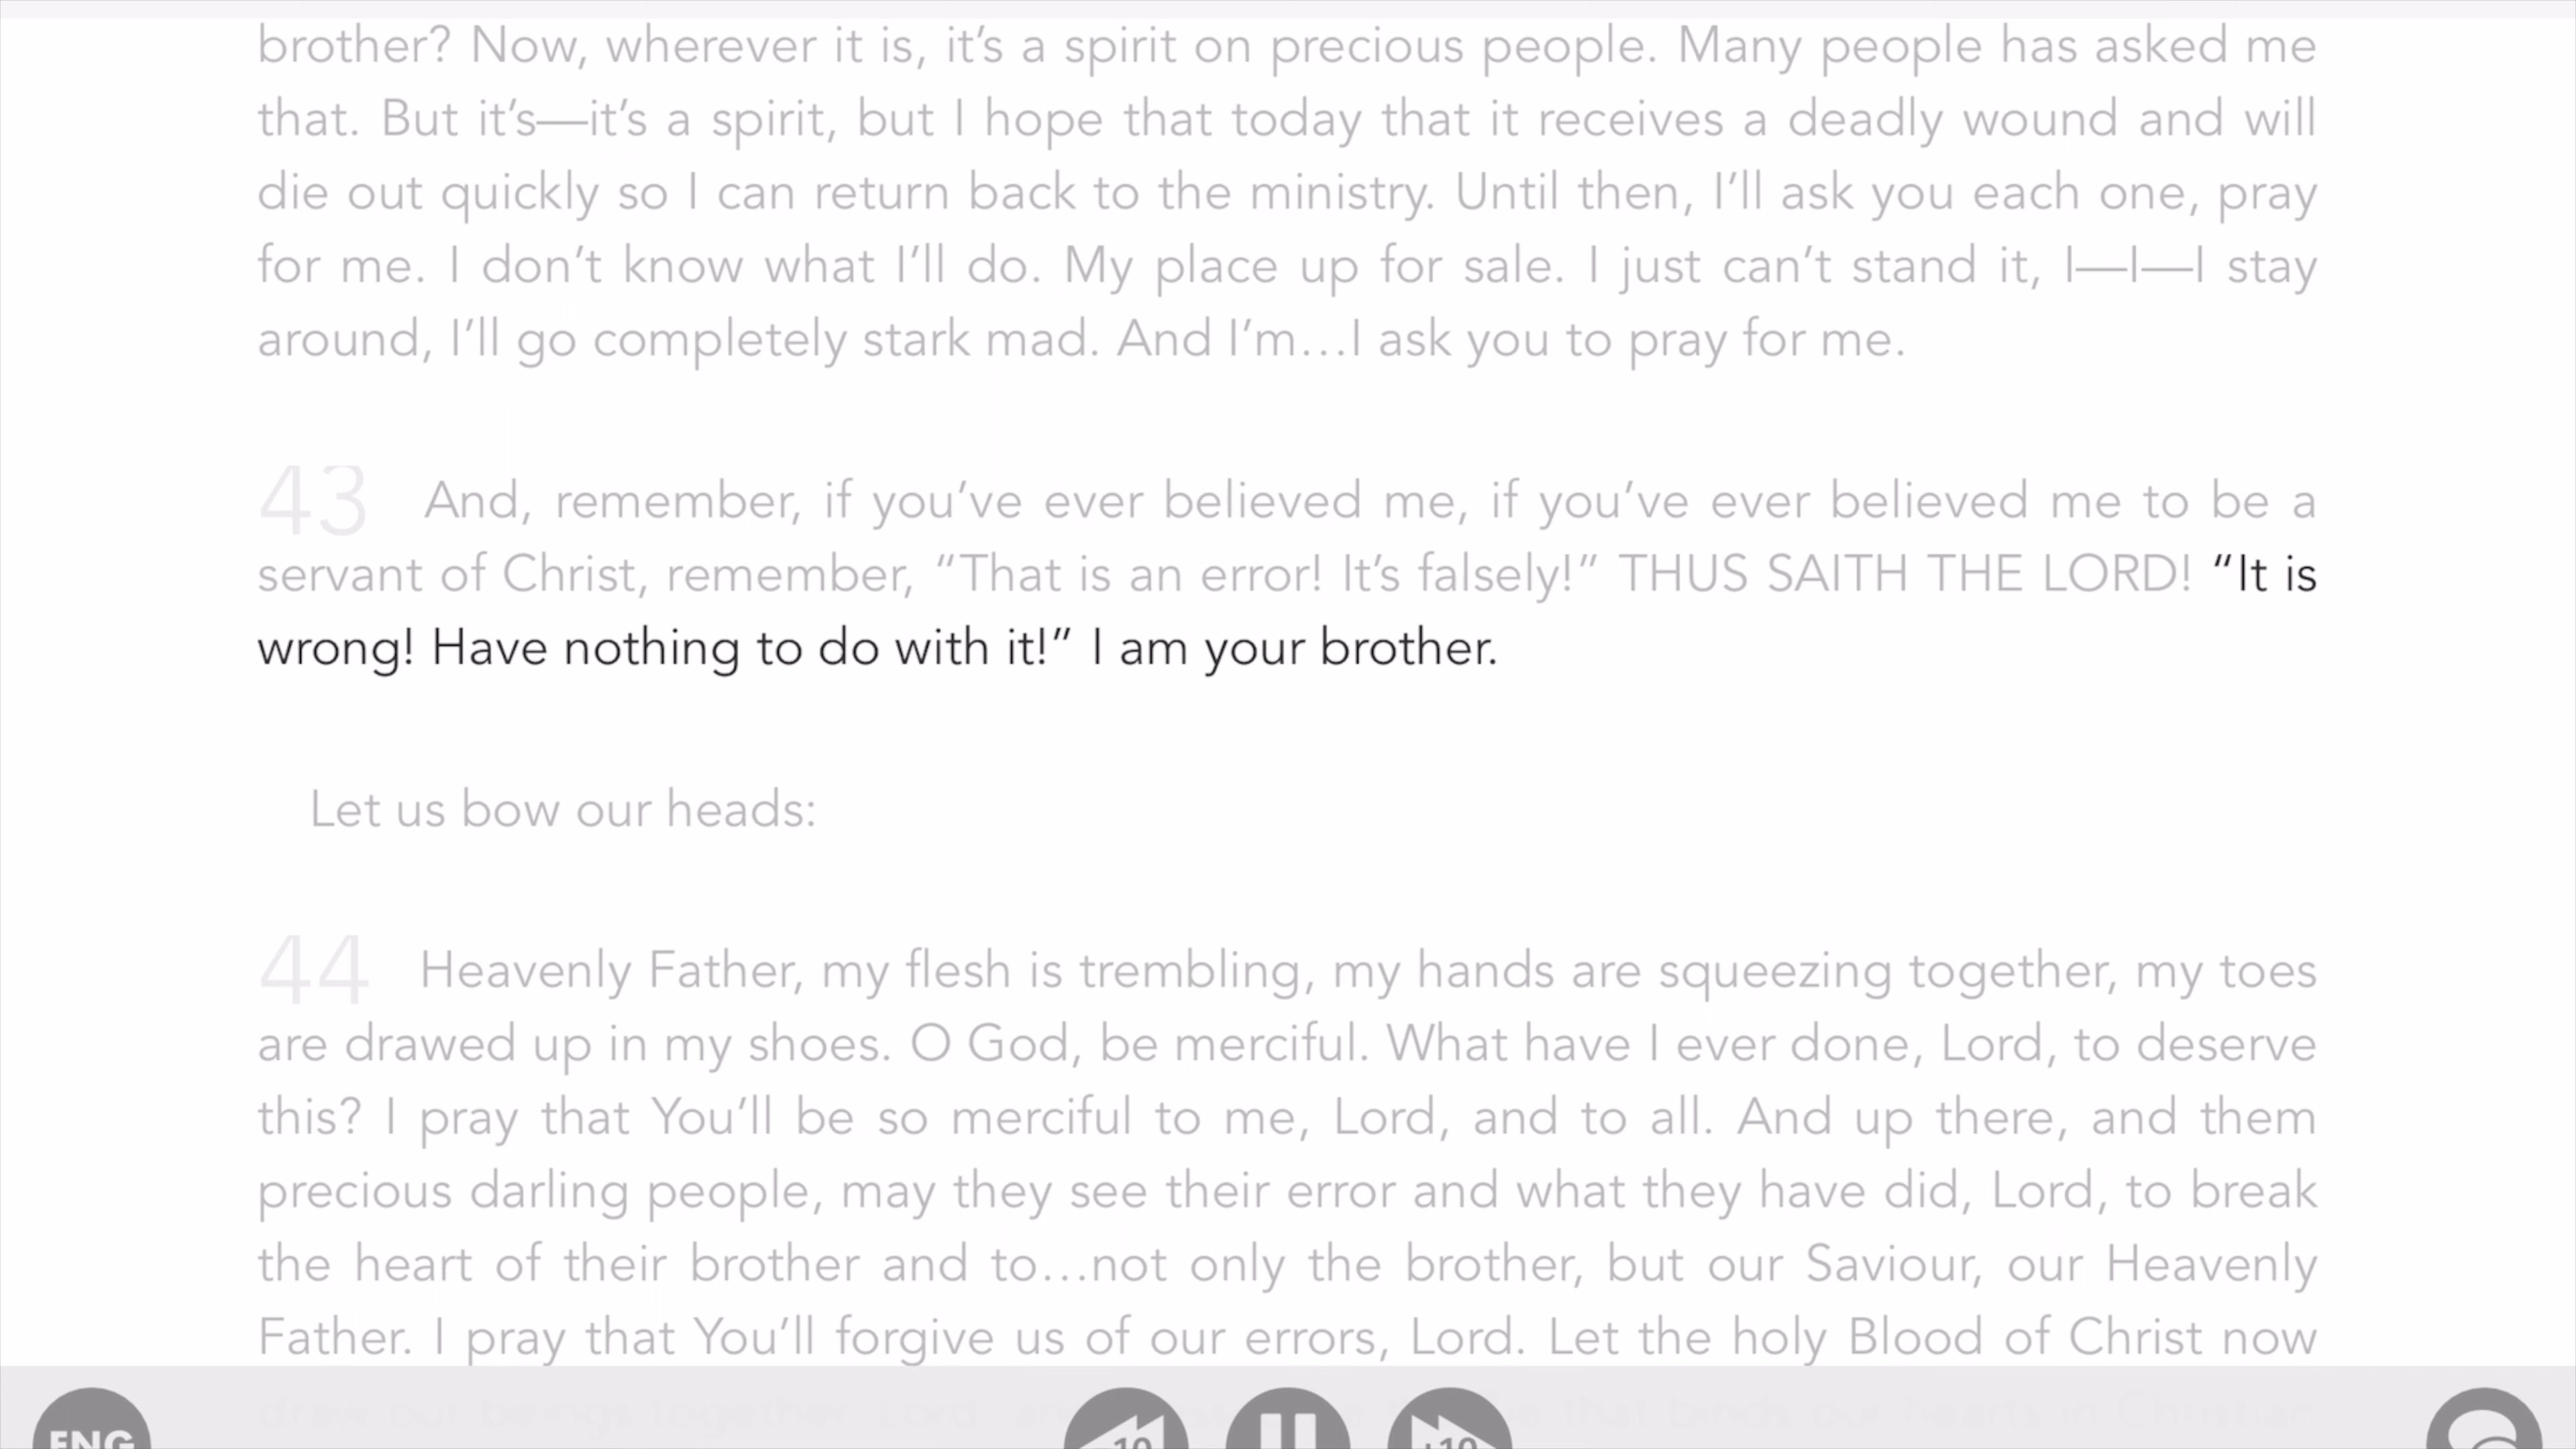 brother? Now, wherever it is, it’s a spirit on precious people. Many people has asked me
that. But it’s—it’s a spirit, but I hope that today that it receives a deadly wound and will
die out quickly so I can return back to the ministry. Until then, I’ll ask you each one, pray
for me. I don’t know what I’ll do. My place up for sale. I just can’t stand it, I—I—I stay
around, I’ll go completely stark mad. And I’m…I ask you to pray for me.
43 And, remember, if you’ve ever believed me, if you’ve ever believed me to be a
servant of Christ, remember, “That is an error! It’s falsely!” THUS SAITH THE LORD! “It is
wrong! Have nothing to do with it!” I am your brother.
Let us bow our heads:
44 Heavenly Father, my flesh is trembling, my hands are squeezing together, my toes
are drawed up in my shoes. O God, be merciful. What have I ever done, Lord, to deserve
this? I pray that You’ll be so merciful to me, Lord, and to all. And up there, and them
precious darling people, may they see their error and what they have did, Lord, to break
the heart of their brother and to…not only the brother, but our Saviour, our Heavenly
Father. I pray that You’ll forgive us of our errors, Lord. Let the holy Blood of Christ now
ENG -10 +10